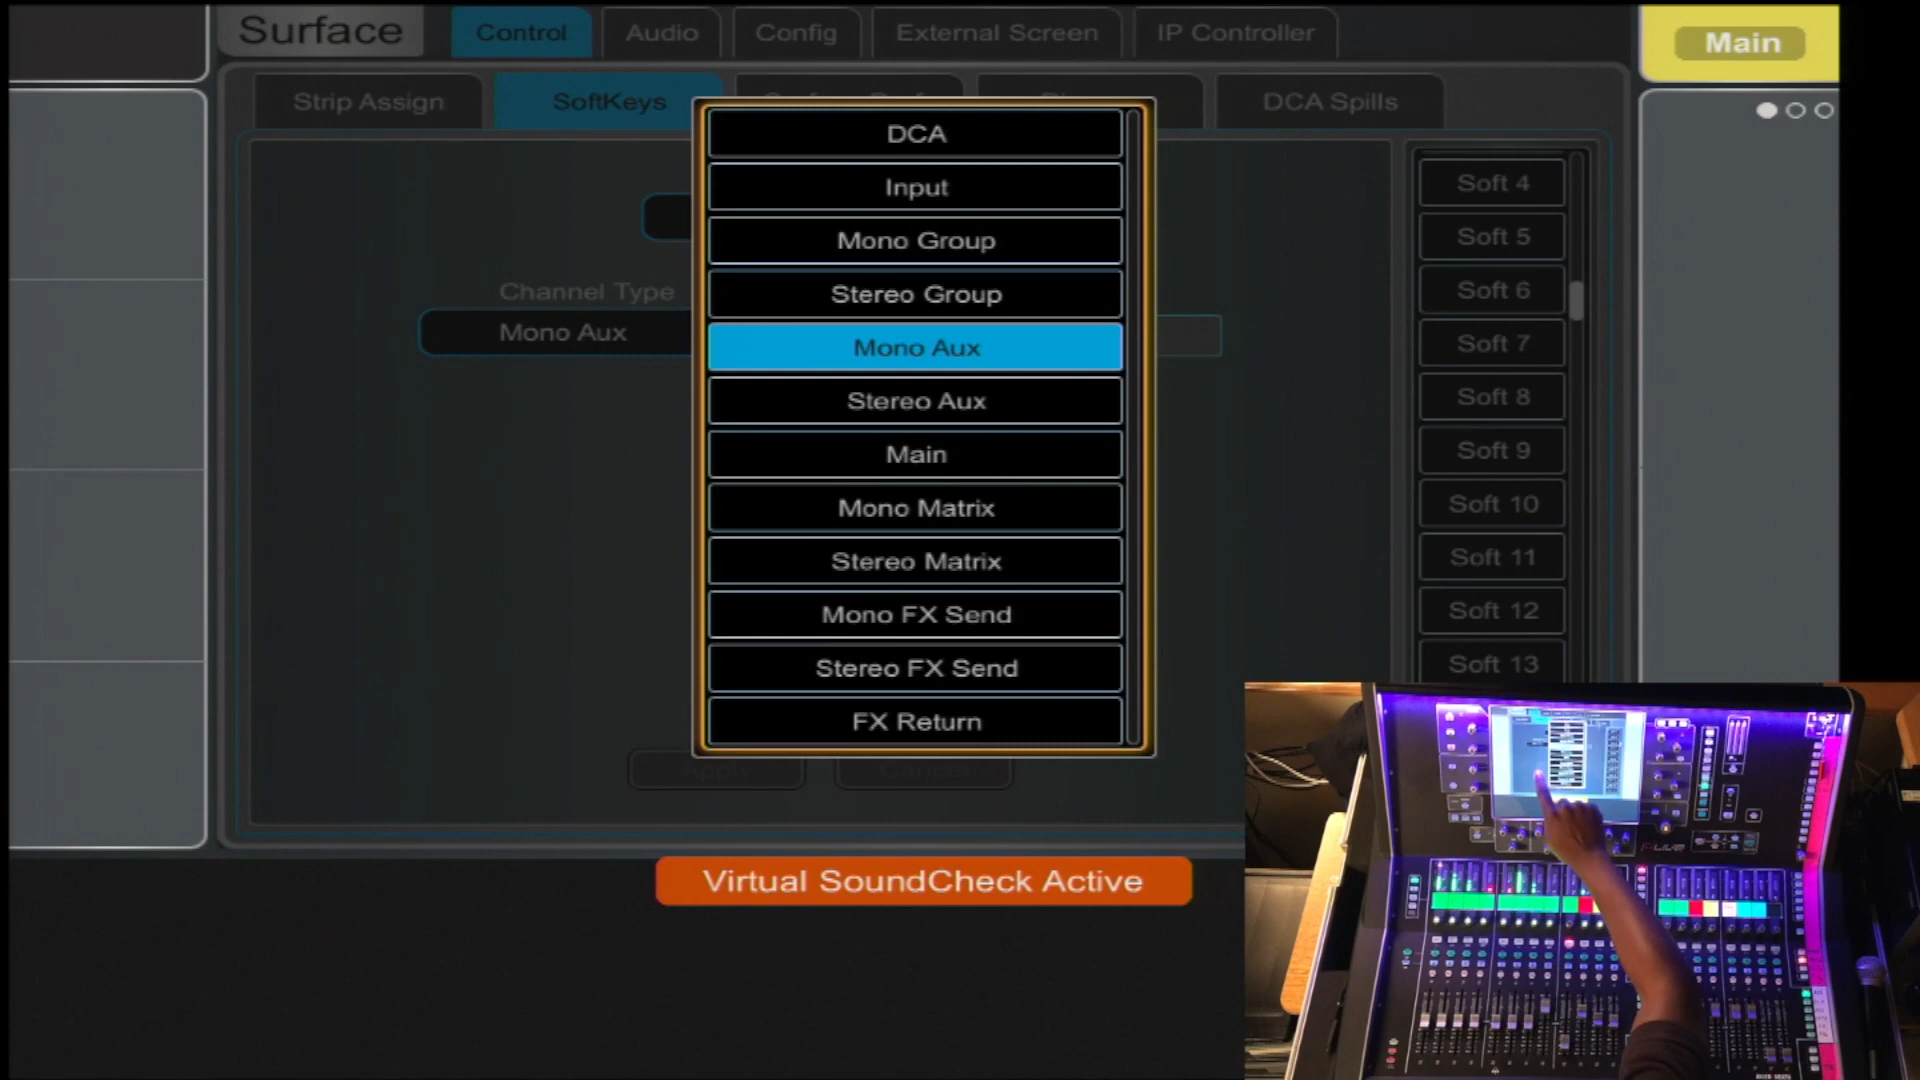 Surface
Control
Audio
Config
External Screen
IP Controller
Main
Strip Assign
SoftKeys
DCA Spills
DCA
Input
Mono Group
Stereo Group
Mono Aux
Stereo Aux
Main
Mono Matrix
Stereo Matrix
Mono FX Send
Stereo FX Send
FX Return
Channel Type
Mono Aux
Soft 4
Soft 5
Soft 6
Soft 7
Soft 8
Soft 9
Soft 10
Soft 11
Soft 12
Soft 13
Apply
Cancel
Virtual SoundCheck Active